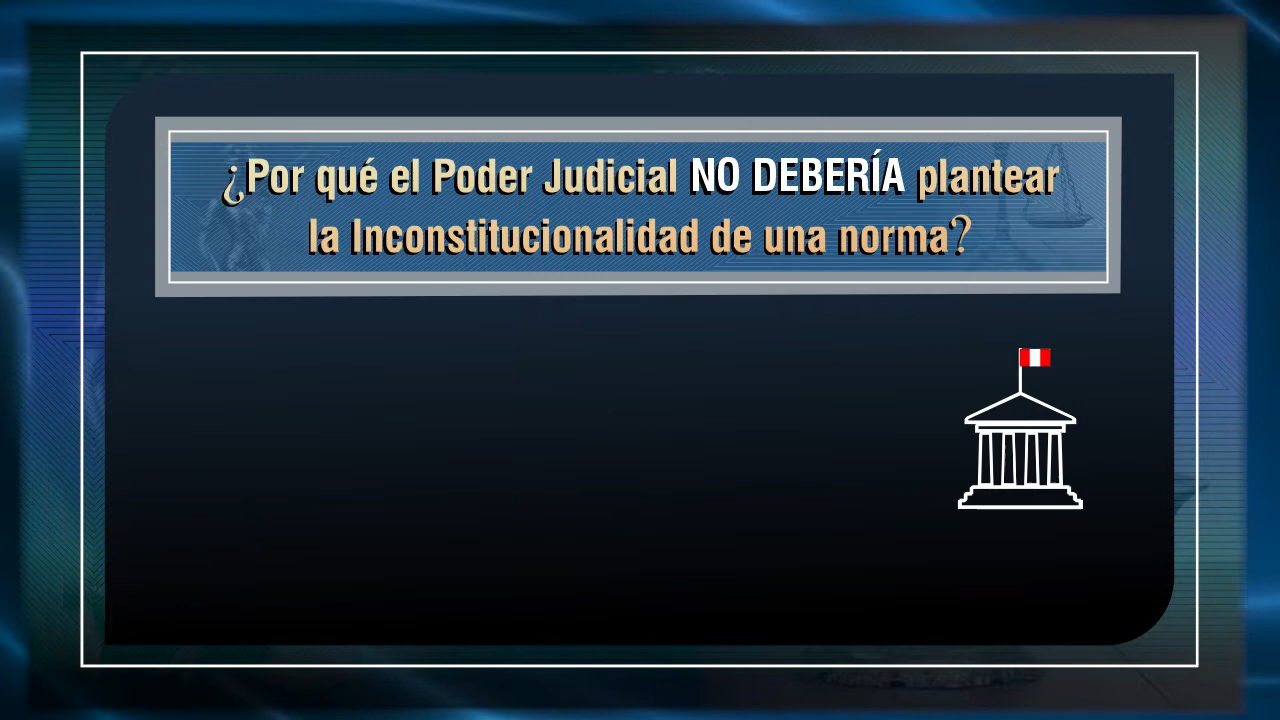 ¿Por qué el Poder Judicial NO DEBERÍA plantear
la Inconstitucionalidad de una norma?